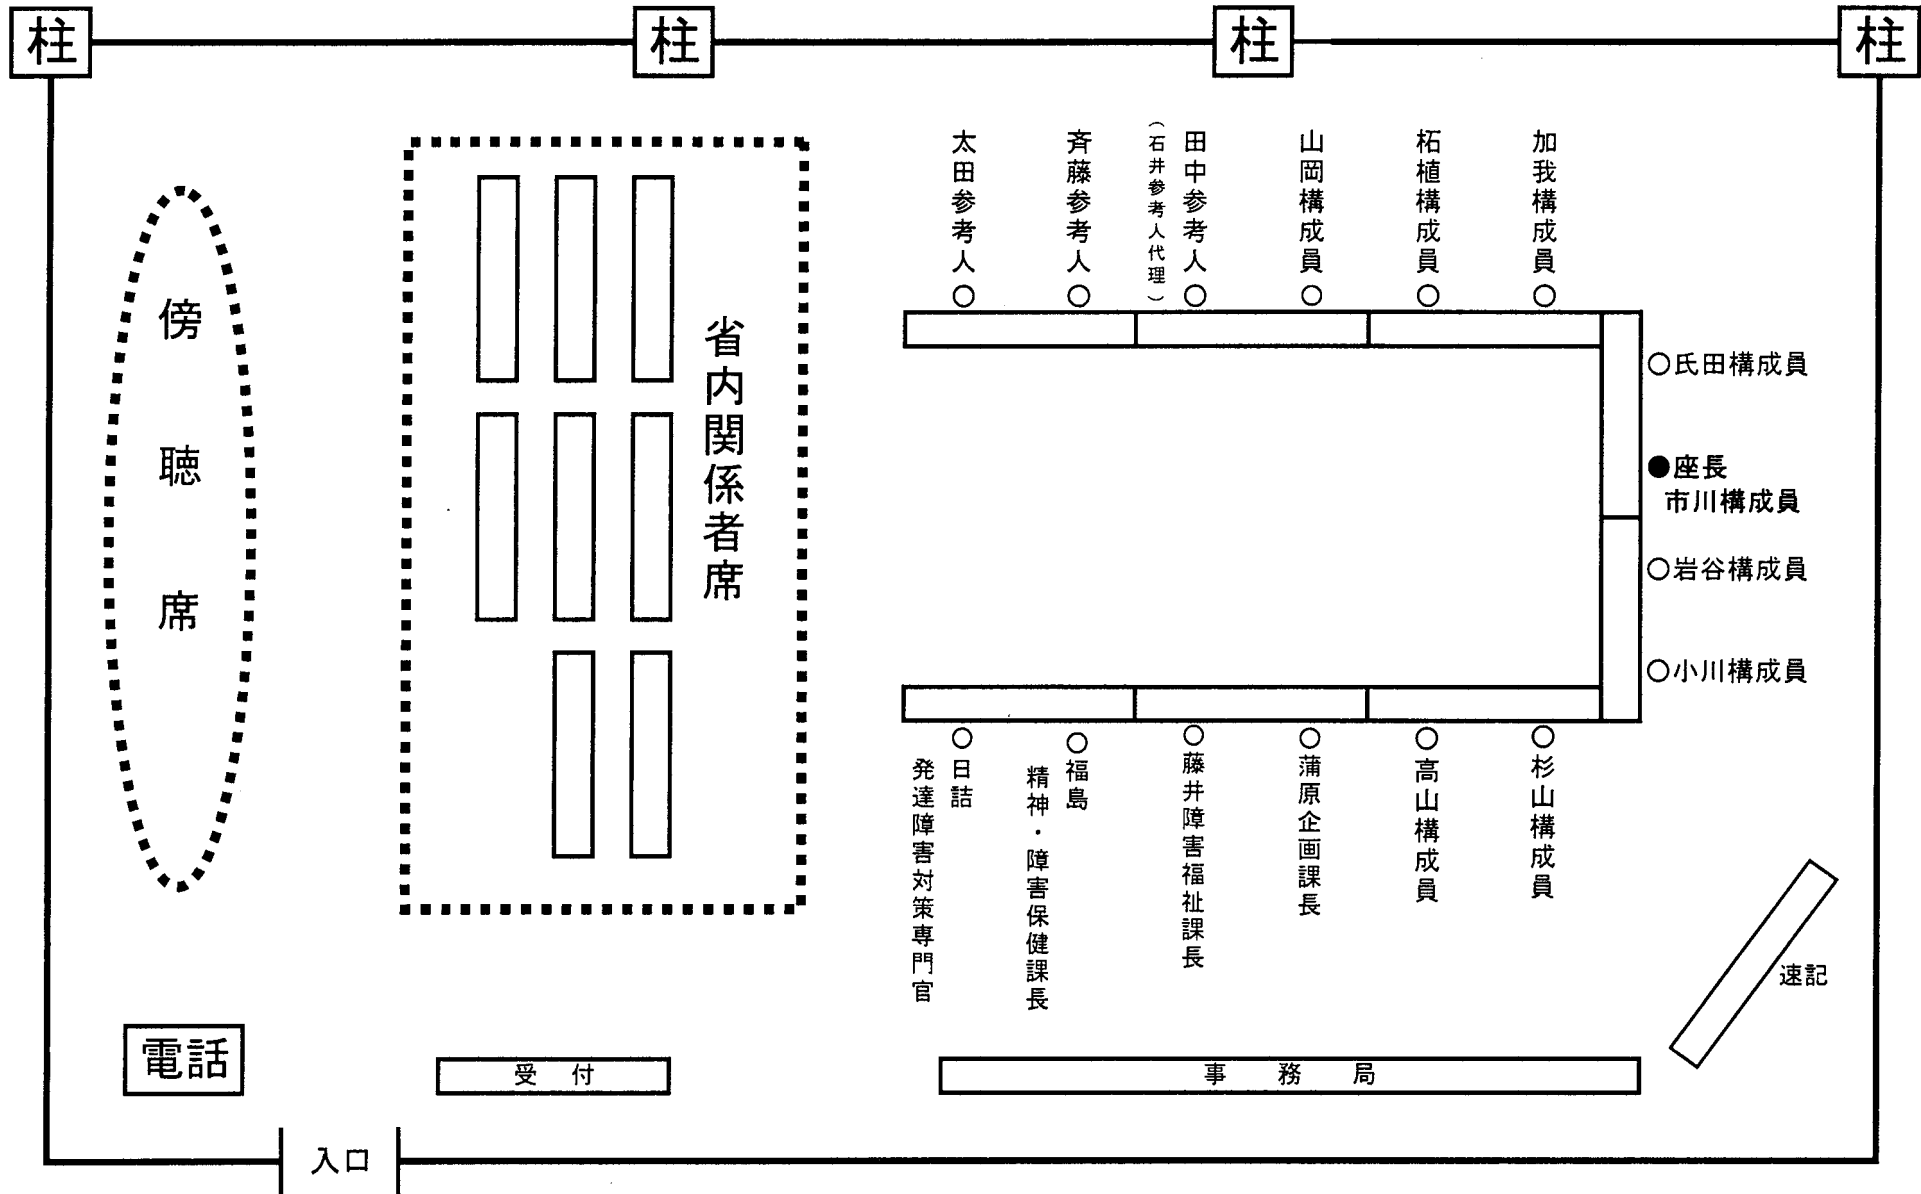 柱
柱
柱
柱
太田参考人○
斉藤参考人○
（石井参考人代理）
田中参考人○
山岡構成員○
柘植構成員○
加我構成員○
○氏田構成員
●座長
市川構成員
○岩谷構成員
○小川構成員
傍聴席
省内関係者席
○日詰
発達障害対策専門官
○福島
精神・障害保健課長
○藤井障害福祉課長
○蒲原企画課長
○高山構成員
○杉山構成員
速記
電話
受付
事務局
入口